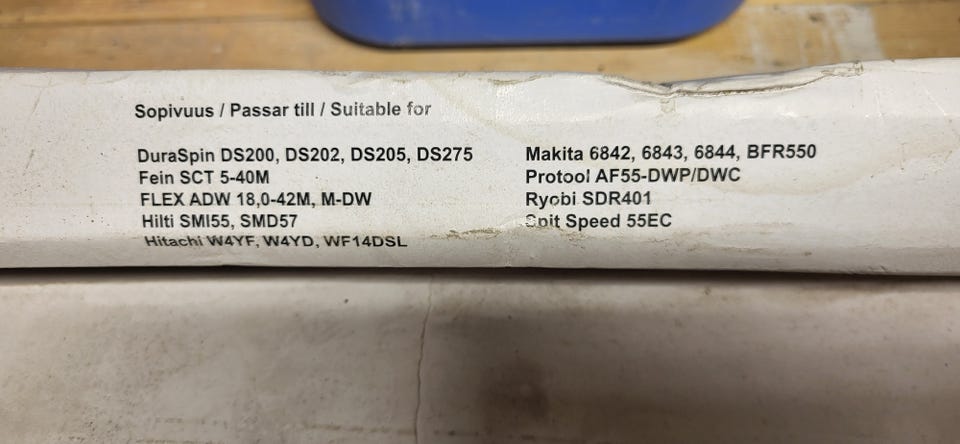 Sopivuus / Passar till / Suitable for
DuraSpin DS200, DS202, DS205, DS275
Fein SCT 5-40M
FLEX ADW 18,0-42M, M-DW
Hilti SMI55, SMD57
Hitachi W4YF, W4YD, WF14DSL
Makita 6842, 6843, 6844, BFR550
Protool AF55-DWP/DWC
Ryobi SDR401
Spit Speed 55EC